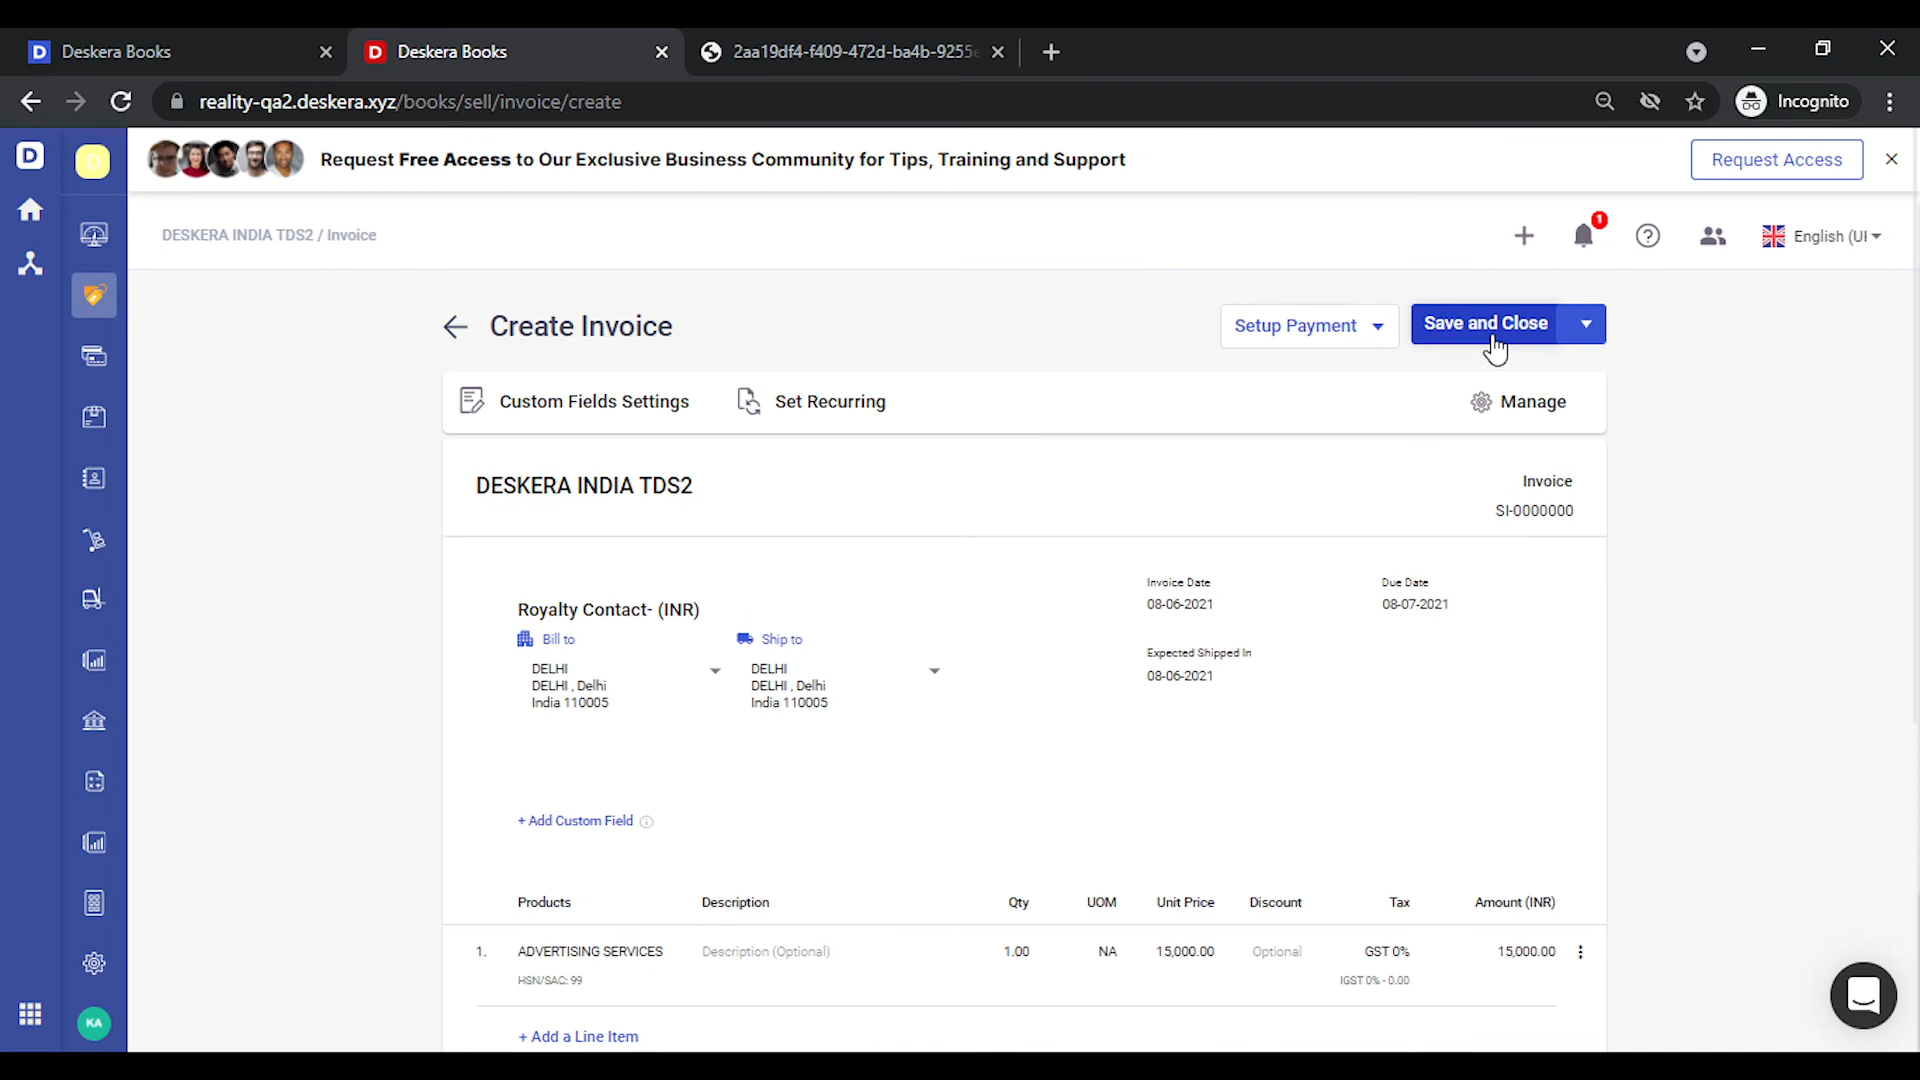 Deskera Books
Deskera Books
2aa19df4-f409-472d-ba4b-9255e
reality-qa2.deskera.xyz/books/sell/invoice/create
Incognito
Request Free Access to Our Exclusive Business Community for Tips, Training and Support
Request Access
DESKERA INDIA TDS2 / Invoice
1
English (UI
Create Invoice
Setup Payment
Save and Close
Custom Fields Settings
Set Recurring
Manage
DESKERA INDIA TDS2
Invoice
SI-0000000
Invoice Date
Due Date
08-06-2021
08-07-2021
Royalty Contact- (INR)
Bill to
Ship to
Expected Shipped In
08-06-2021
DELHI
DELHI , Delhi
India 110005
DELHI
DELHI , Delhi
India 110005
+ Add Custom Field
Products Description Qty UOM Unit Price Discount Tax Amount (INR)
1. ADVERTISING SERVICES Description (Optional) 1.00 NA 15,000.00 Optional GST 0% 15,000.00
HSN/SAC: 99 IGST 0% - 0.00
+ Add a Line Item
D
D
D
D
KA